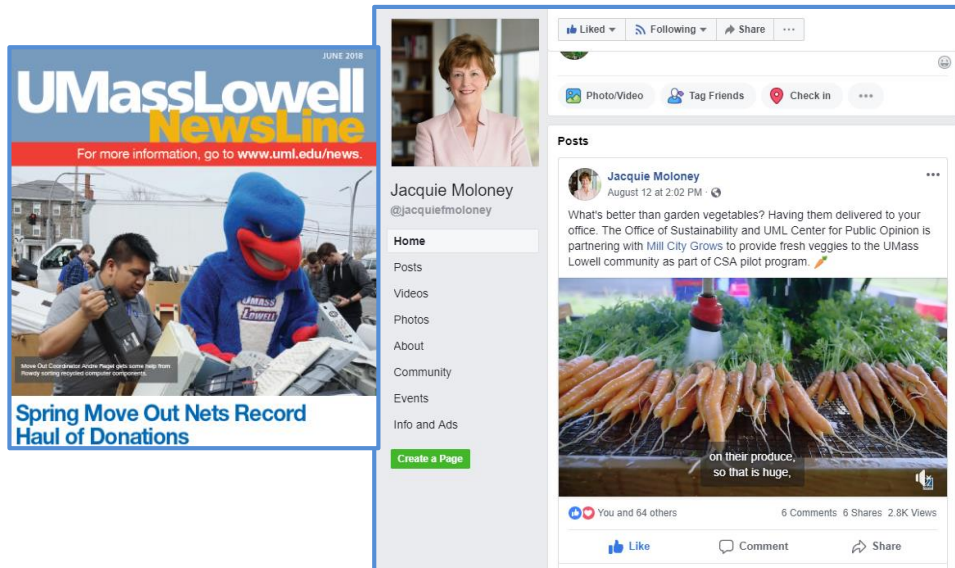 JUNE 2018
UMassLowell
NewsLine
For more information, go to www.uml.edu/news.
UMASS
LOWELL
Move Out Coordinator Andre Paget gets some help from
Rowdy sorting recycled computer components.
Spring Move Out Nets Record
Haul of Donations
Jacquie Moloney
@jacquiefmoloney
Home
Posts
Videos
Photos
About
Community
Events
Info and Ads
Create a Page
Liked Following Share ...
Photo/Video Tag Friends Check in ...
Posts
Jacquie Moloney ...
August 12 at 2:02 PM ·
What's better than garden vegetables? Having them delivered to your
office. The Office of Sustainability and UML Center for Public Opinion is
partnering with Mill City Grows to provide fresh veggies to the UMass
Lowell community as part of CSA pilot program. 🥕
on their produce,
so that is huge,
You and 64 others 6 Comments 6 Shares 2.8K Views
Like Comment Share